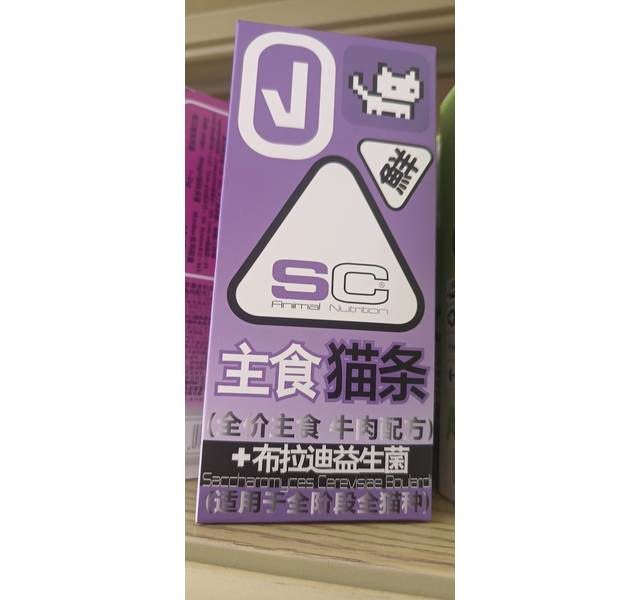 SC®
Animal Nutrition
主食猫条
(全价主食 牛肉配方)
+布拉迪益生菌
Saccharomyces Cerevisiae Boulardi
(适用于全阶段全猫种)